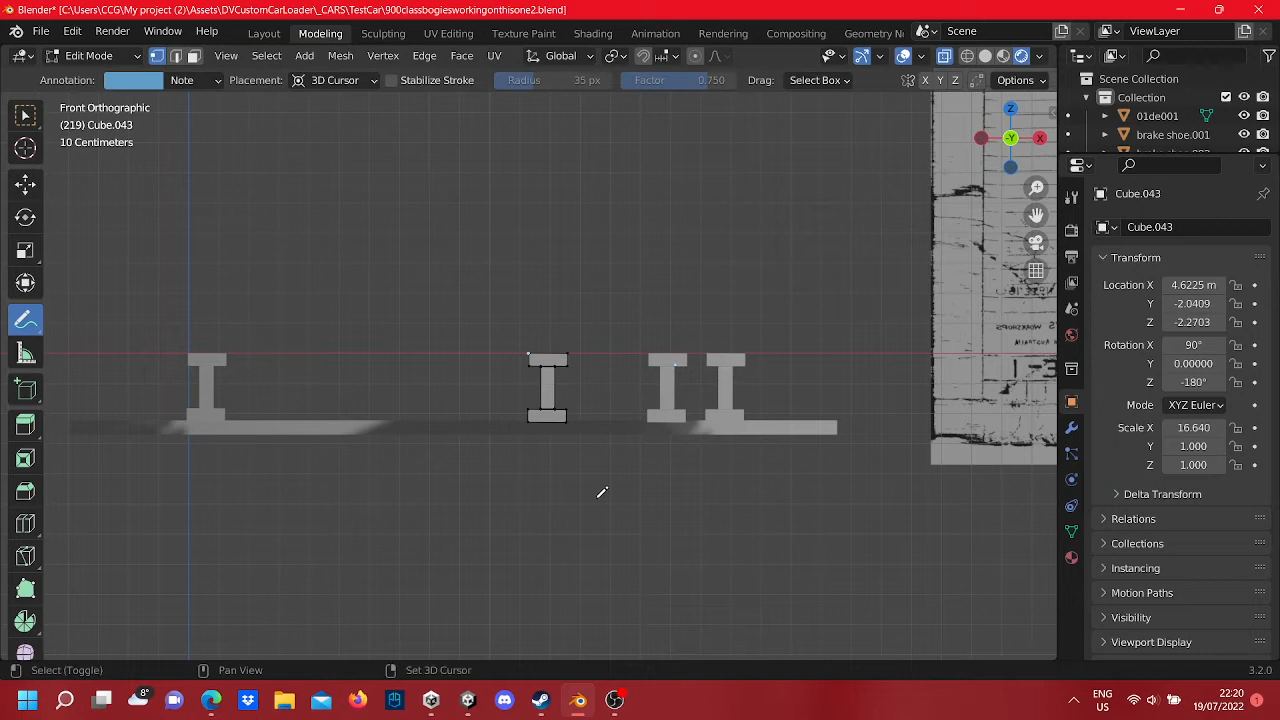 Blender* [C:\Users\CCG\My project (2)\Assets\DVCustomCarLoader\_CARS\TestCar\900classbogiesworkingonthisone2.blend]
File Edit Render Window Help Layout Modeling Sculpting UV Editing Texture Paint Shading Animation Rendering Compositing Geometry N Scene ViewLayer
Edit Mode View Select Add Mesh Vertex Edge Face UV Global
Annotation: Note Placement: 3D Cursor Stabilize Stroke Radius 35 px Factor 0.750 Drag: Select Box X Y Z Options
Front Orthographic
(219) Cube.043
10 Centimeters
Z
-Y
X
Scene Collection
Collection
01de001
brake shoe.001
Cube.043
Cube.043
Transform
Location X 4.6225 m
Y -2.0409
Z -2.2703
Rotation X 90°
Y 0.00000
Z -180°
Mode XYZ Euler
Scale X 16.640
Y 1.000
Z 1.000
Delta Transform
Relations
Collections
Instancing
Motion Paths
Visibility
Viewport Display
Select (Toggle) Pan View Set 3D Cursor 3.2.0
8°
ENG
UK
22:20
19/07/2022
1